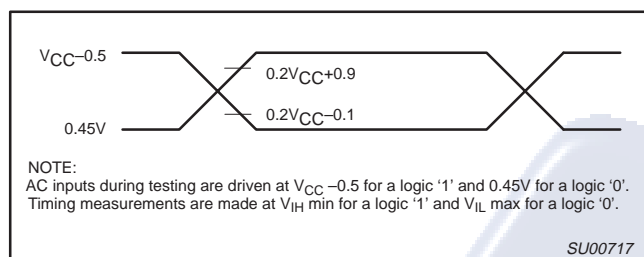 VCC–0.5
0.2VCC+0.9
0.2VCC–0.1
0.45V
NOTE:
AC inputs during testing are driven at VCC –0.5 for a logic ‘1’ and 0.45V for a logic ‘0’.
Timing measurements are made at VIH min for a logic ‘1’ and VIL max for a logic ‘0’.
SU00717